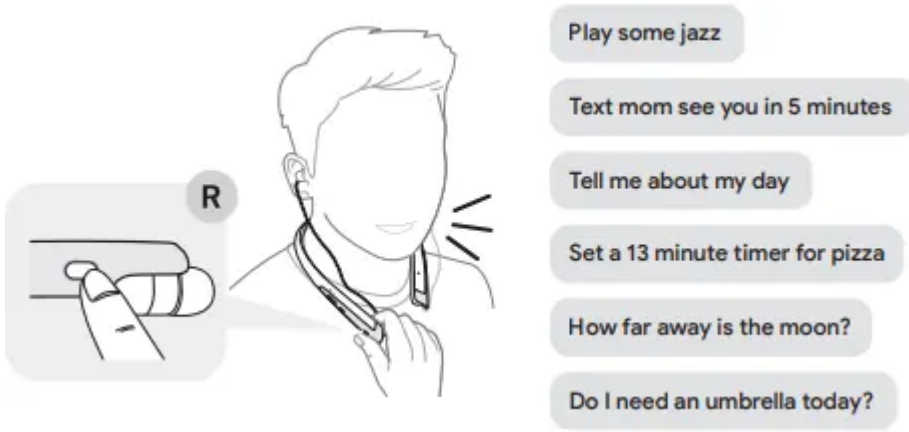 R
Play some jazz
Text mom see you in 5 minutes
Tell me about my day
Set a 13 minute timer for pizza
How far away is the moon?
Do I need an umbrella today?